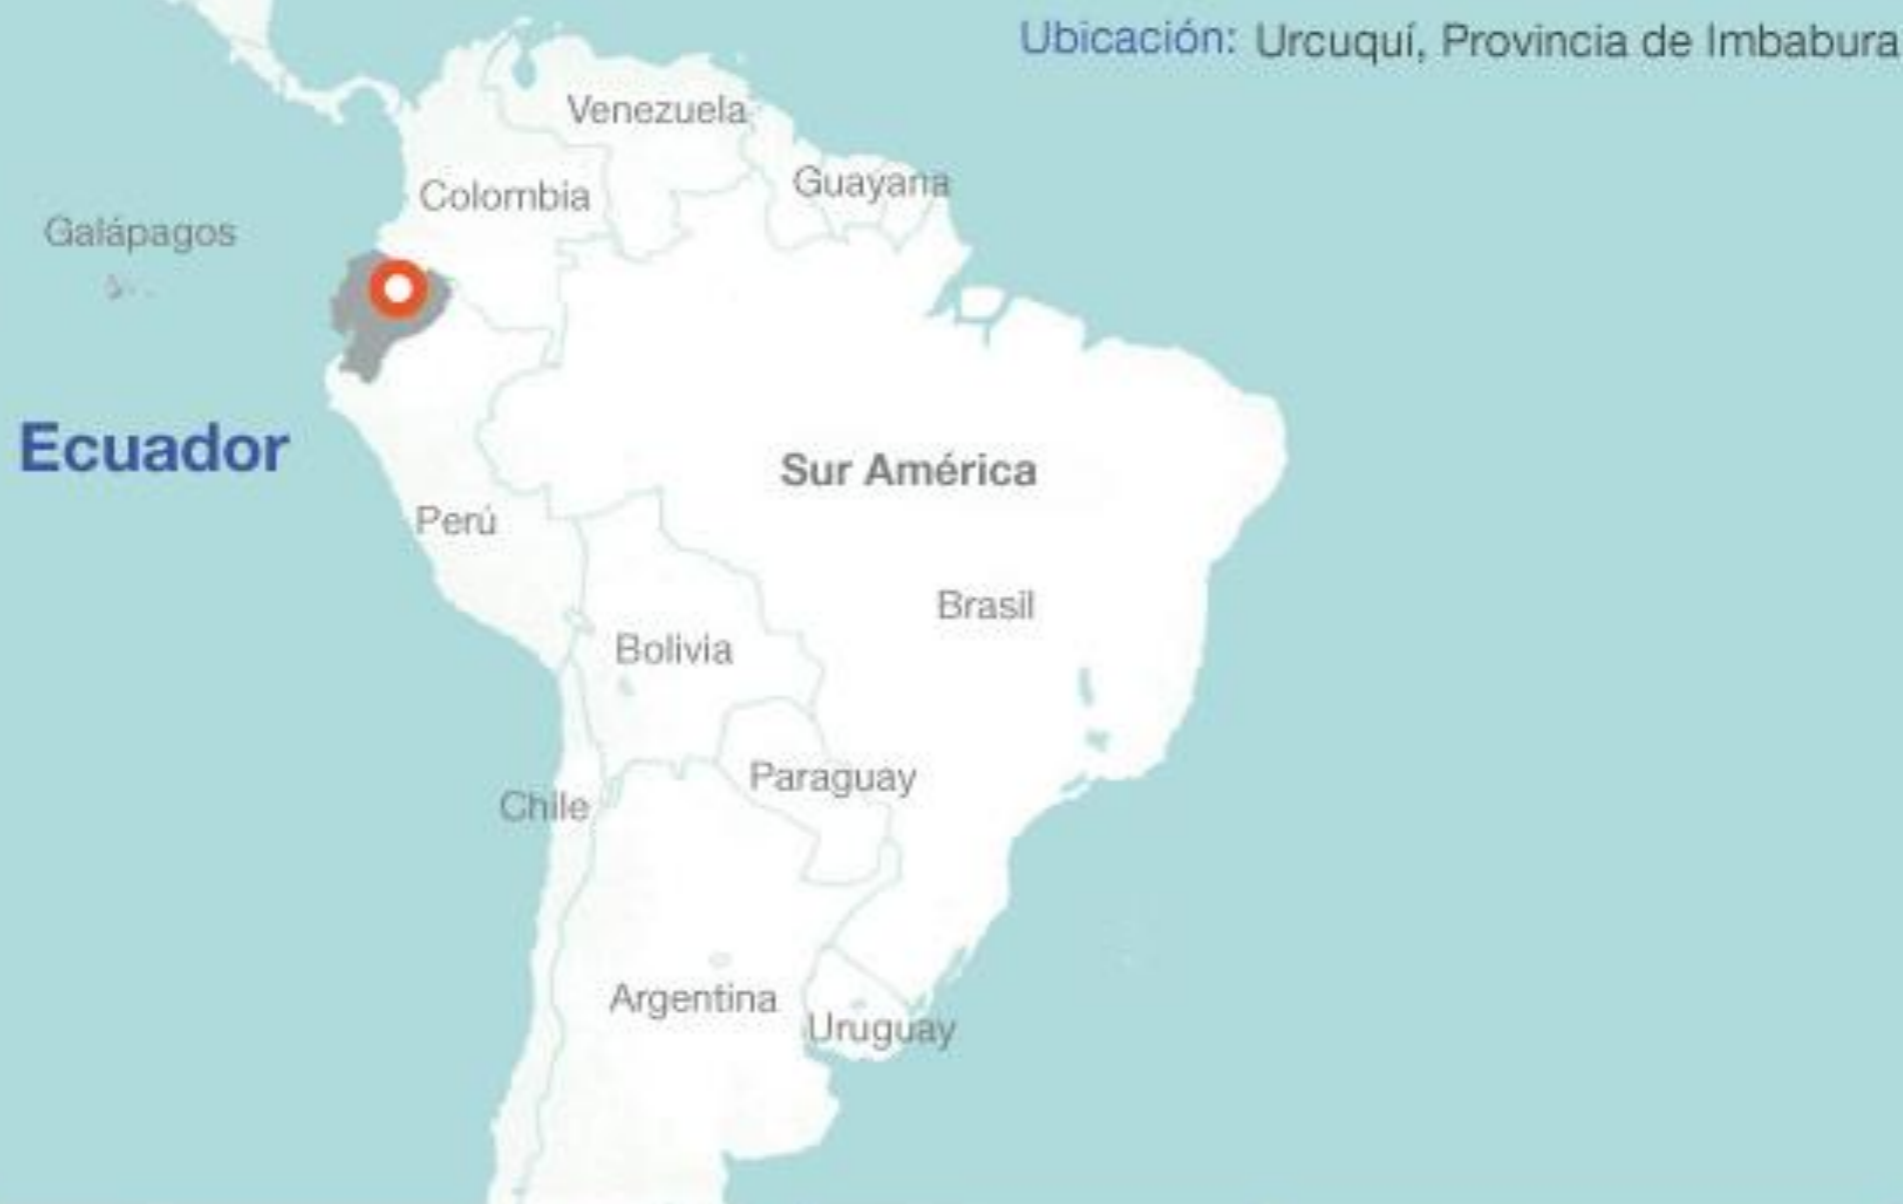 Ubicación: Urcuquí, Provincia de Imbabura
Venezuela
Guayana
Colombia
Galápagos
Ecuador
Sur América
Perú
Brasil
Bolivia
Paraguay
Chile
Argentina
Uruguay